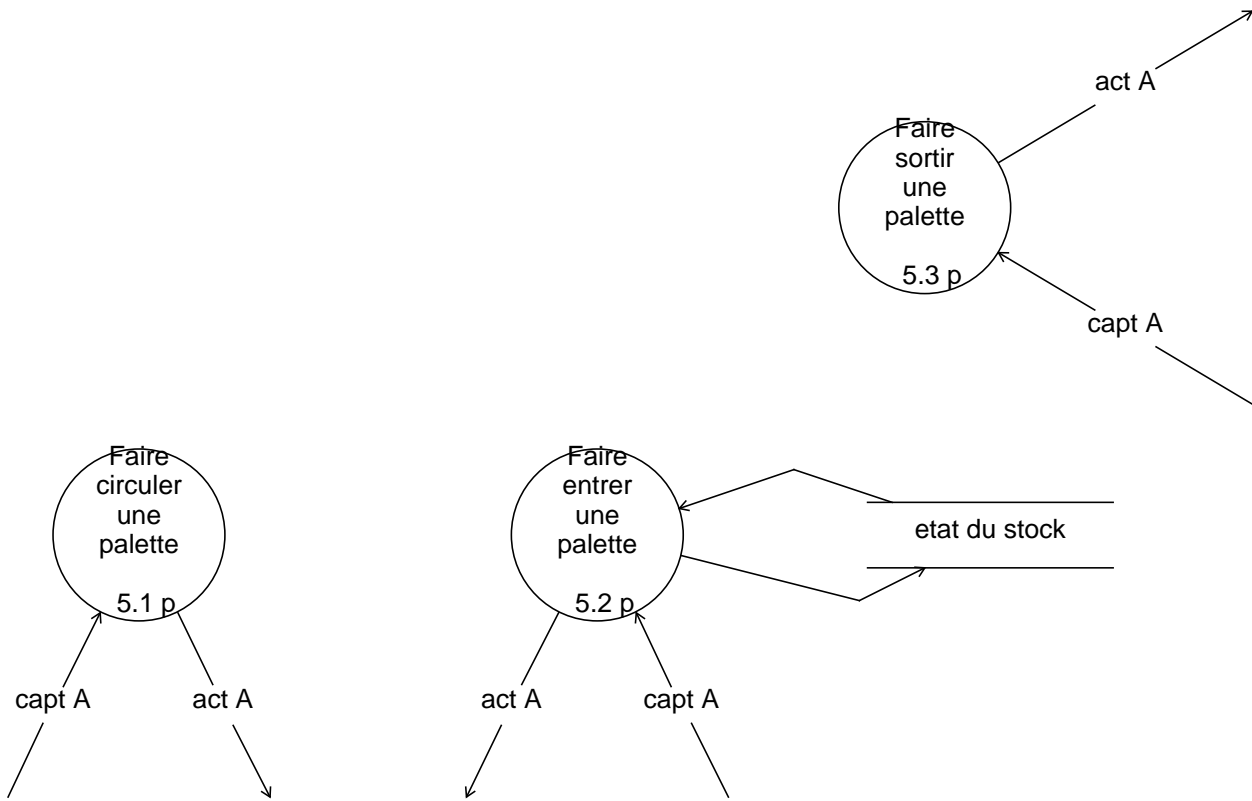 act A
Faire
sortir
une
palette
5.3 p
capt A
Faire
circuler
une
palette
5.1 p
capt A
act A
Faire
entrer
une
palette
5.2 p
act A
capt A
etat du stock